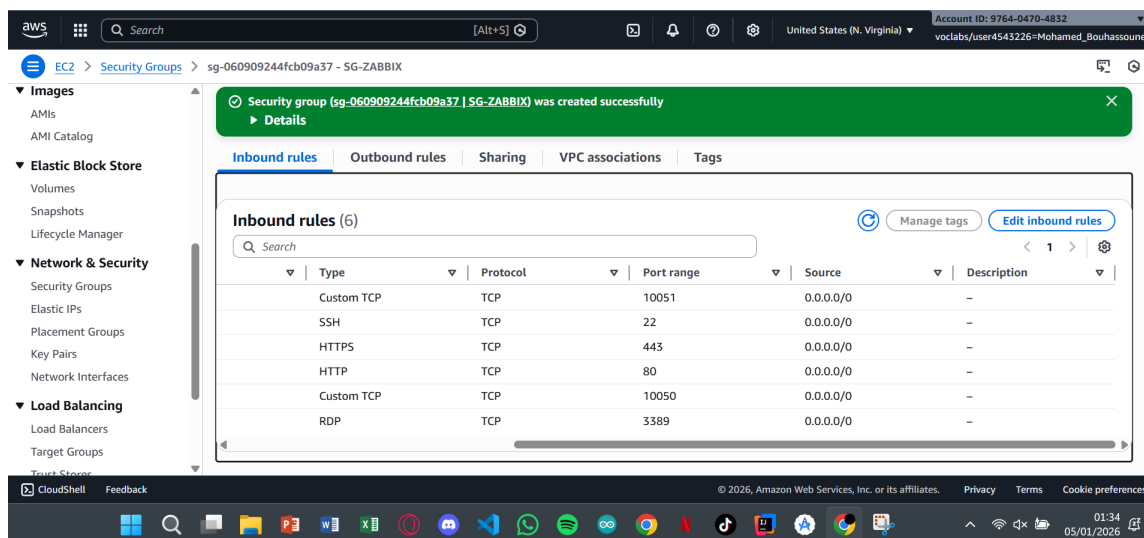 aws
Search
[Alt+S]
United States (N. Virginia)
Account ID: 9764-0470-4832
voclabs/user4543226=Mohamed_Bouhassoune
EC2 > Security Groups > sg-060909244fcb09a37 - SG-ZABBIX
Images
AMIs
AMI Catalog
Elastic Block Store
Volumes
Snapshots
Lifecycle Manager
Network & Security
Security Groups
Elastic IPs
Placement Groups
Key Pairs
Network Interfaces
Load Balancing
Load Balancers
Target Groups
Trust Stores
Security group (sg-060909244fcb09a37 | SG-ZABBIX) was created successfully
Details
Inbound rules Outbound rules Sharing VPC associations Tags
Inbound rules (6)
Manage tags
Edit inbound rules
Search
1
Type Protocol Port range Source Description
Custom TCP TCP 10051 0.0.0.0/0 –
SSH TCP 22 0.0.0.0/0 –
HTTPS TCP 443 0.0.0.0/0 –
HTTP TCP 80 0.0.0.0/0 –
Custom TCP TCP 10050 0.0.0.0/0 –
RDP TCP 3389 0.0.0.0/0 –
CloudShell Feedback
© 2026, Amazon Web Services, Inc. or its affiliates. Privacy Terms Cookie preferences
01:34
05/01/2026